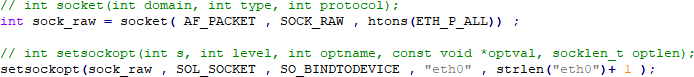 // int socket(int domain, int type, int protocol);
int sock_raw = socket( AF_PACKET , SOCK_RAW , htons(ETH_P_ALL)) ;
// int setsockopt(int s, int level, int optname, const void *optval, socklen_t optlen);
setsockopt(sock_raw , SOL_SOCKET , SO_BINDTODEVICE , "eth0" , strlen("eth0")+ 1 );